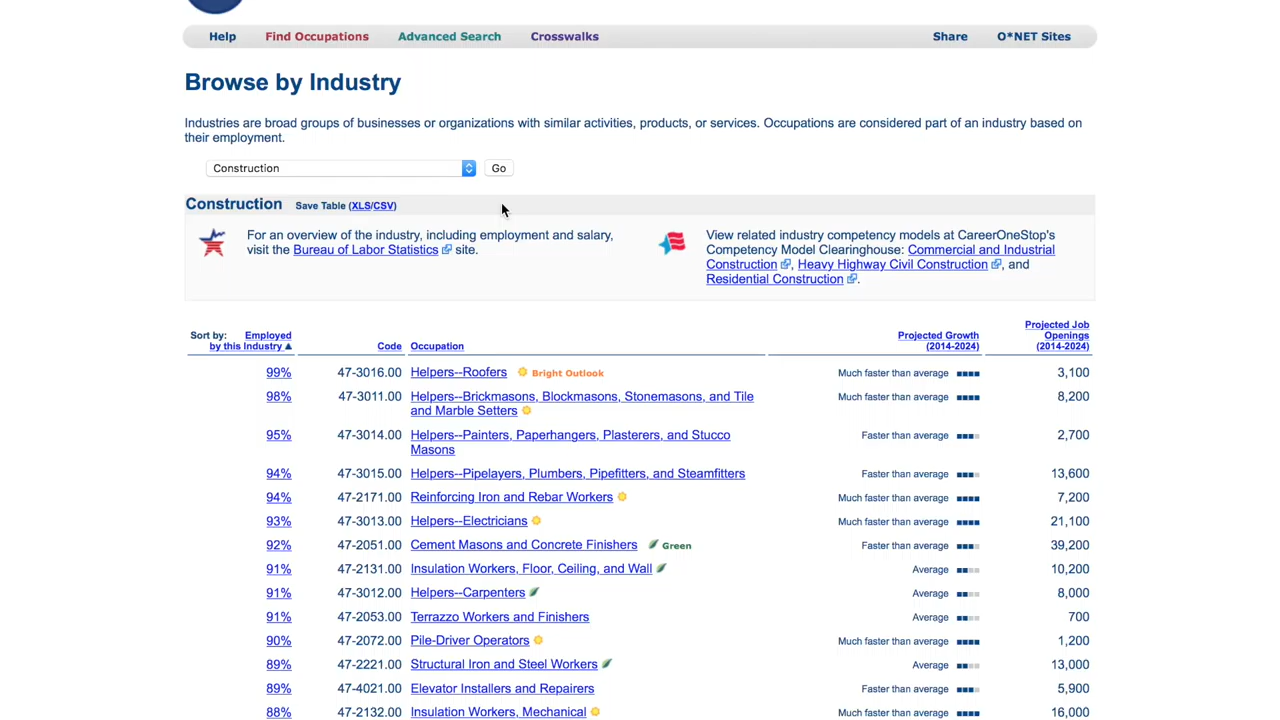 Help Find Occupations Advanced Search Crosswalks Share O*NET Sites
Browse by Industry
Industries are broad groups of businesses or organizations with similar activities, products, or services. Occupations are considered part of an industry based on
their employment.
Construction Go
Construction Save Table (XLS/CSV)
For an overview of the industry, including employment and salary,
visit the Bureau of Labor Statistics site.
View related industry competency models at CareerOneStop's
Competency Model Clearinghouse: Commercial and Industrial
Construction, Heavy Highway Civil Construction, and
Residential Construction.
Sort by: Employed
by this Industry Code Occupation
Projected Growth
(2014-2024)
Projected Job
Openings
(2014-2024)
99% 47-3016.00 Helpers--Roofers Bright Outlook Much faster than average 3,100
98% 47-3011.00 Helpers--Brickmasons, Blockmasons, Stonemasons, and Tile Much faster than average 8,200
and Marble Setters
95% 47-3014.00 Helpers--Painters, Paperhangers, Plasterers, and Stucco Faster than average 2,700
Masons
94% 47-3015.00 Helpers--Pipelayers, Plumbers, Pipefitters, and Steamfitters Faster than average 13,600
94% 47-2171.00 Reinforcing Iron and Rebar Workers Much faster than average 7,200
93% 47-3013.00 Helpers--Electricians Much faster than average 21,100
92% 47-2051.00 Cement Masons and Concrete Finishers Green Faster than average 39,200
91% 47-2131.00 Insulation Workers, Floor, Ceiling, and Wall Average 10,200
91% 47-3012.00 Helpers--Carpenters Average 8,000
91% 47-2053.00 Terrazzo Workers and Finishers Average 700
90% 47-2072.00 Pile-Driver Operators Much faster than average 1,200
89% 47-2221.00 Structural Iron and Steel Workers Average 13,000
89% 47-4021.00 Elevator Installers and Repairers Faster than average 5,900
88% 47-2132.00 Insulation Workers, Mechanical Much faster than average 16,000